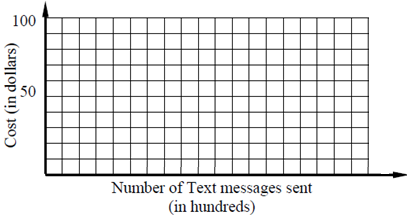 100
50
Cost (in dollars)
Number of Text messages sent
(in hundreds)